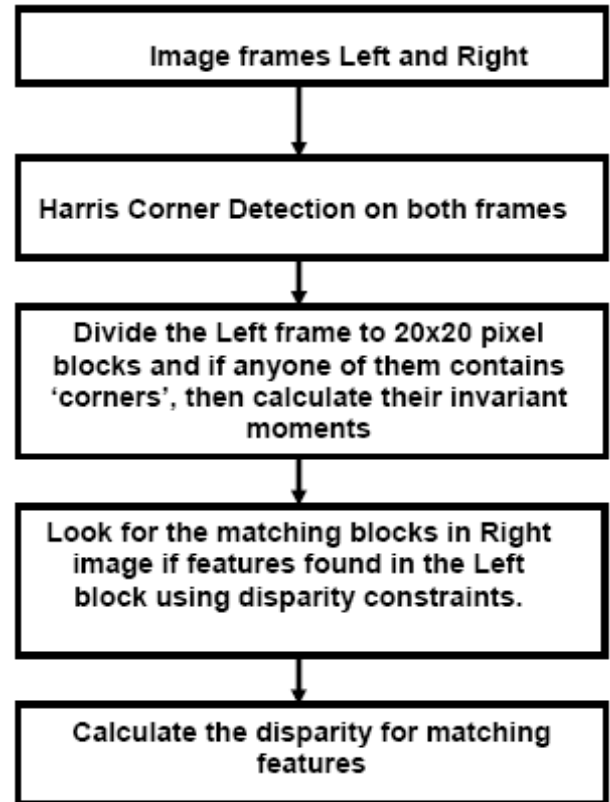 Image frames Left and Right
Harris Corner Detection on both frames
Divide the Left frame to 20x20 pixel
blocks and if anyone of them contains
‘corners’, then calculate their invariant
moments
Look for the matching blocks in Right
image if features found in the Left
block using disparity constraints.
Calculate the disparity for matching
features